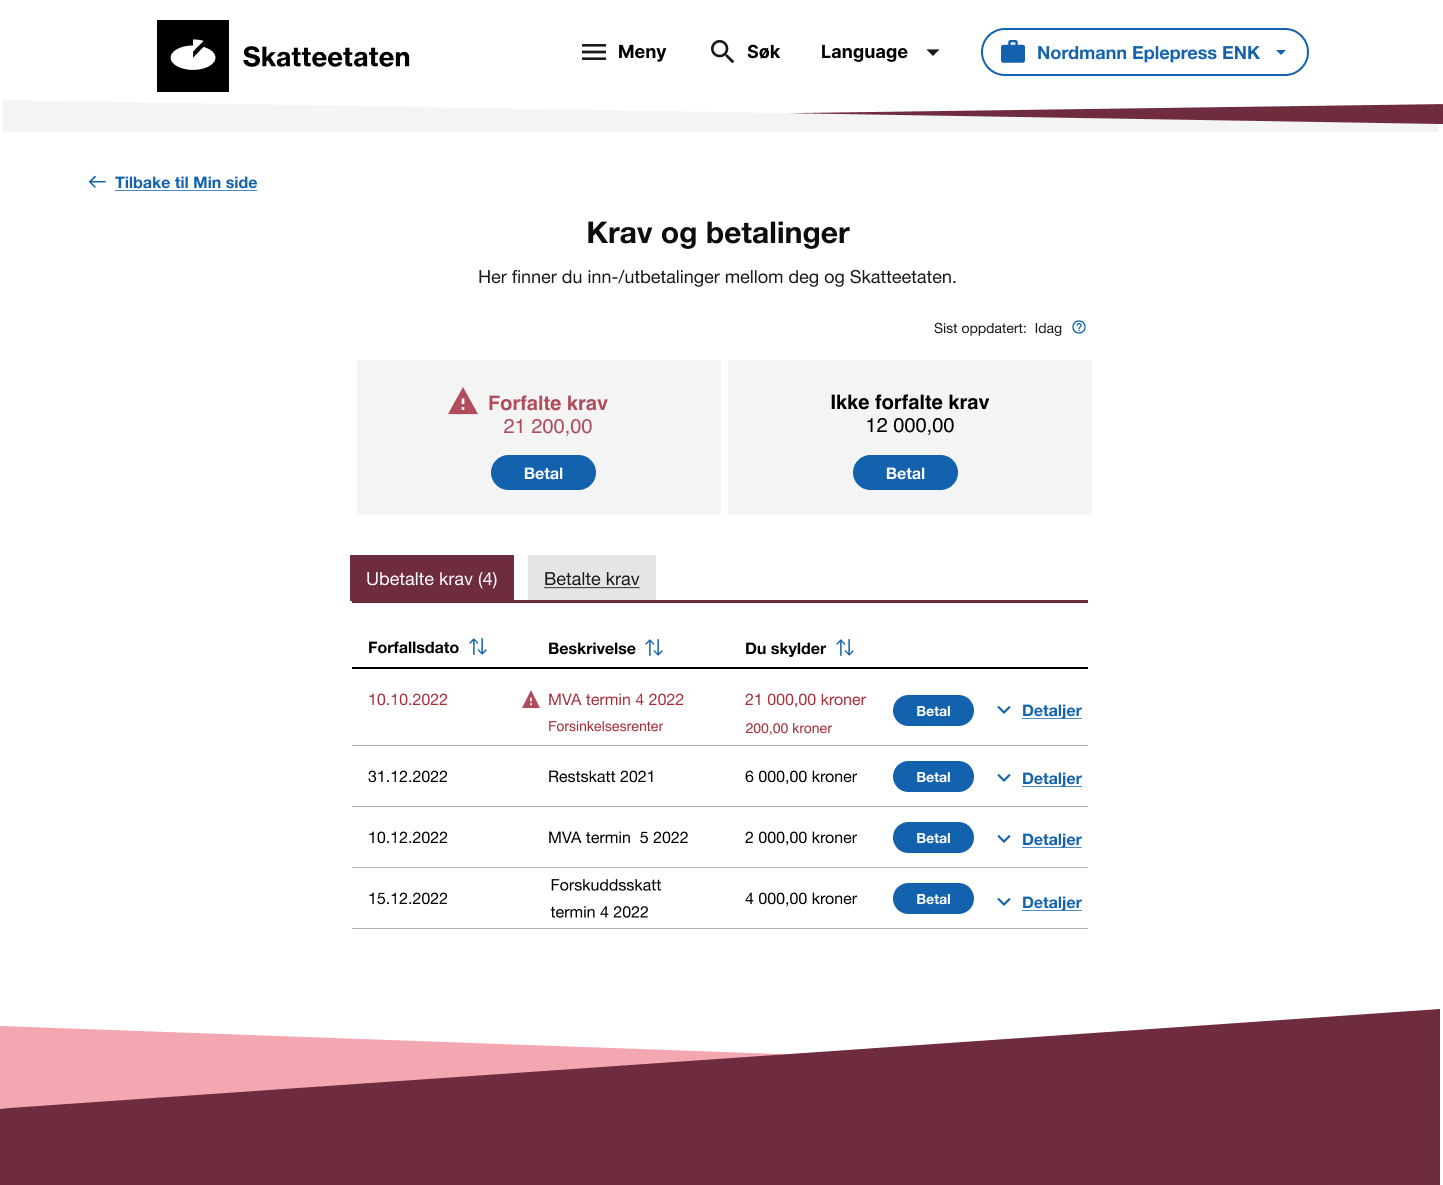 Skatteetaten
Meny
Søk
Language
Nordmann Eplepress ENK
Tilbake til Min side
Krav og betalinger
Her finner du inn-/utbetalinger mellom deg og Skatteetaten.
Sist oppdatert: Idag
Forfalte krav
21 200,00
Betal
Ikke forfalte krav
12 000,00
Betal
Ubetalte krav (4)
Betalte krav
Forfallsdato Beskrivelse Du skylder
10.10.2022 MVA termin 4 2022 21 000,00 kroner Betal Detaljer
Forsinkelsesrenter 200,00 kroner
31.12.2022 Restskatt 2021 6 000,00 kroner Betal Detaljer
10.12.2022 MVA termin  5 2022 2 000,00 kroner Betal Detaljer
15.12.2022 Forskuddsskatt
termin 4 2022 4 000,00 kroner Betal Detaljer